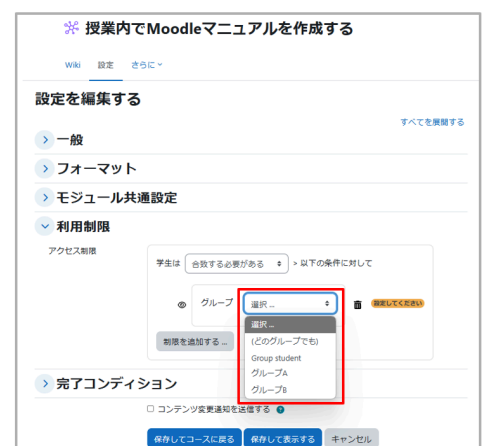 授業内でMoodleマニュアルを作成する
Wiki 設定 さらに
設定を編集する
すべてを展開する
一般
フォーマット
モジュール共通設定
利用制限
アクセス制限
学生は 合致する必要がある > 以下の条件に対して
グループ 選択 ... 設定してください
選択 ...
(どのグループでも)
Group student
グループA
グループB
制限を追加する ...
完了コンディション
コンテンツ変更通知を送信する
保存してコースに戻る 保存して表示する キャンセル